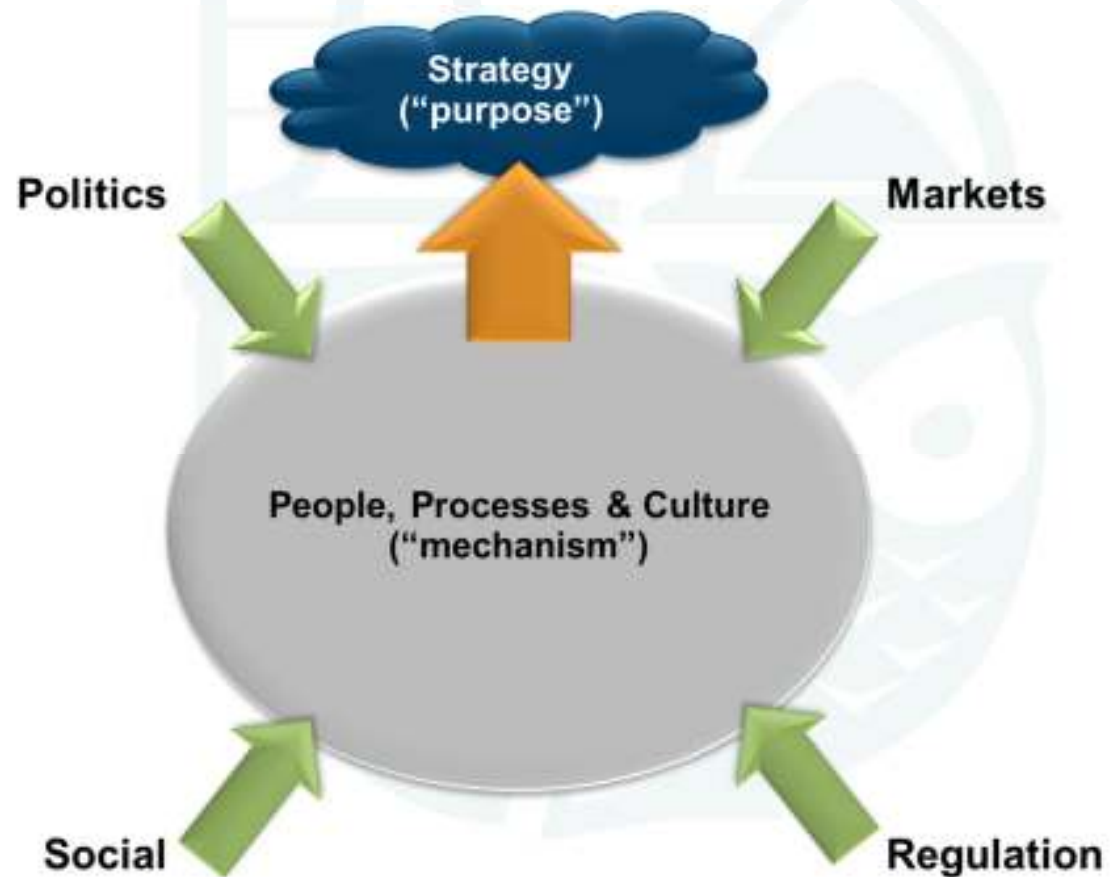 Strategy
(“purpose”)
Politics
Markets
People, Processes & Culture
(“mechanism”)
Social
Regulation